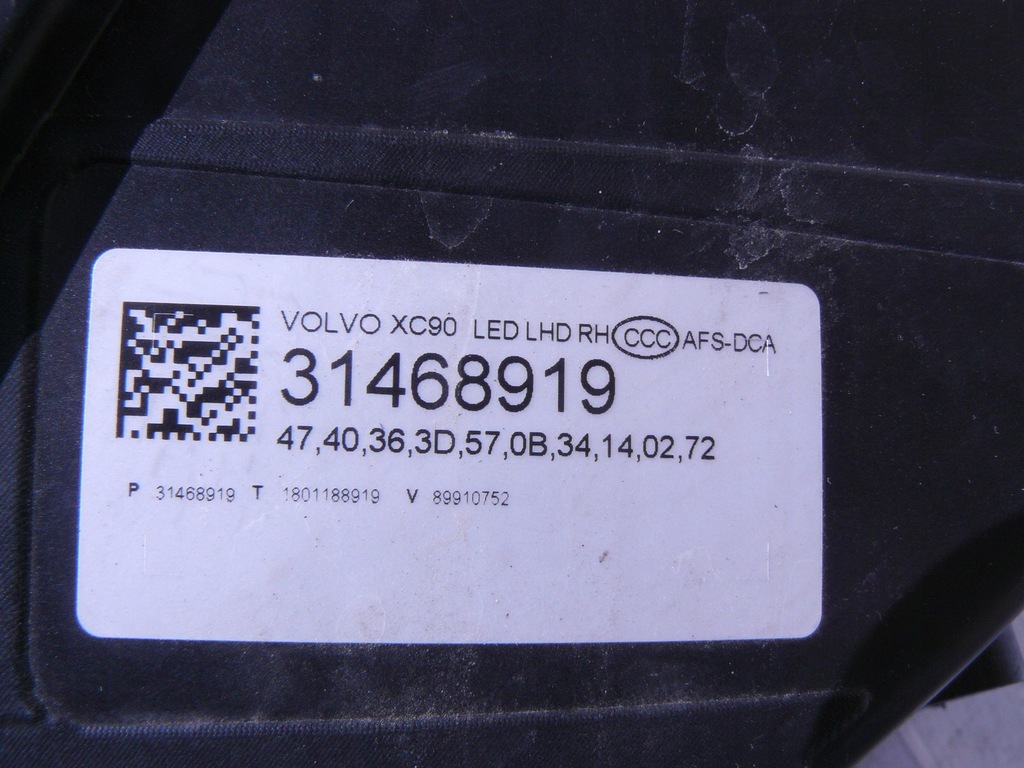 VOLVO XC90 LED LHD RH CCC AFS-DCA
31468919
47,40,36,3D,57,0B,34,14,02,72
P 31468919 T 1801188919 V 89910752